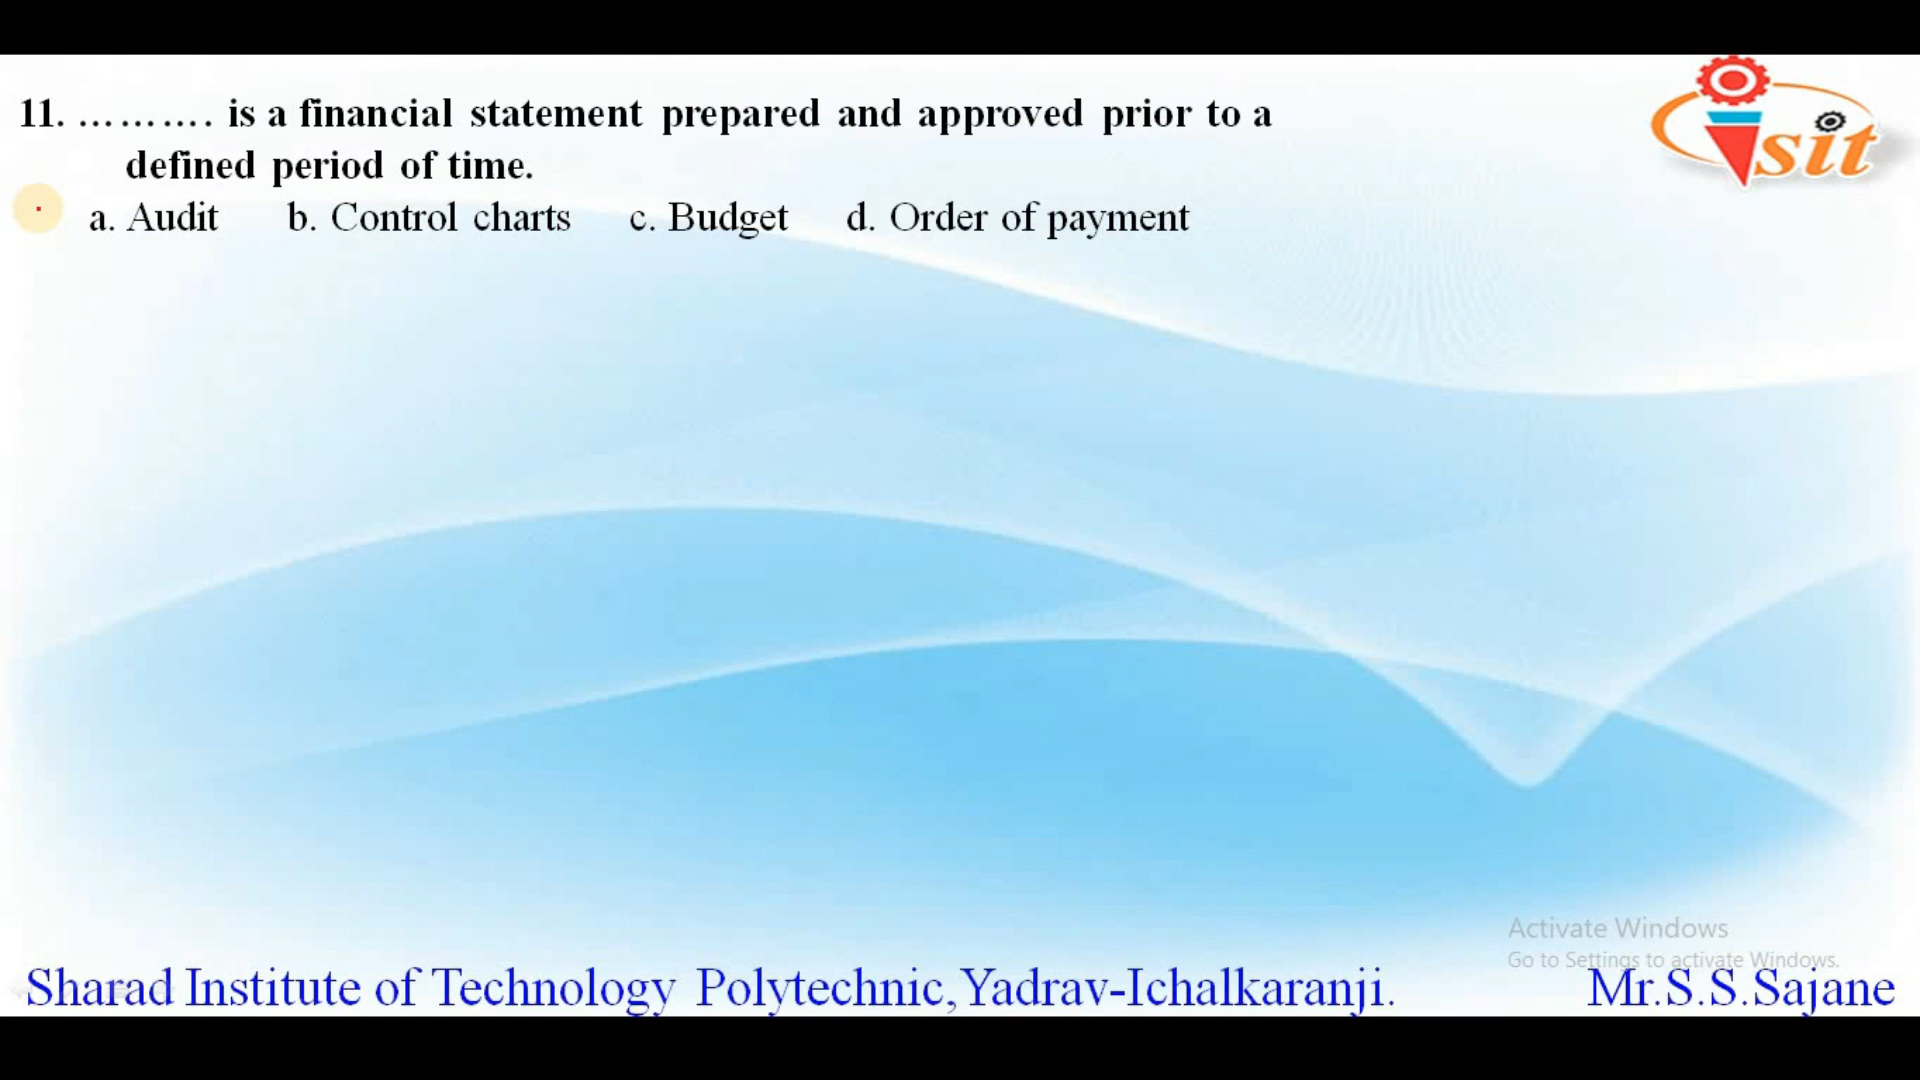 11. ………. is a financial statement prepared and approved prior to a
defined period of time.
a. Audit b. Control charts c. Budget d. Order of payment
sit
Activate Windows
Go to Settings to activate Windows.
Sharad Institute of Technology Polytechnic, Yadrav-Ichalkaranji. Mr.S.S.Sajane